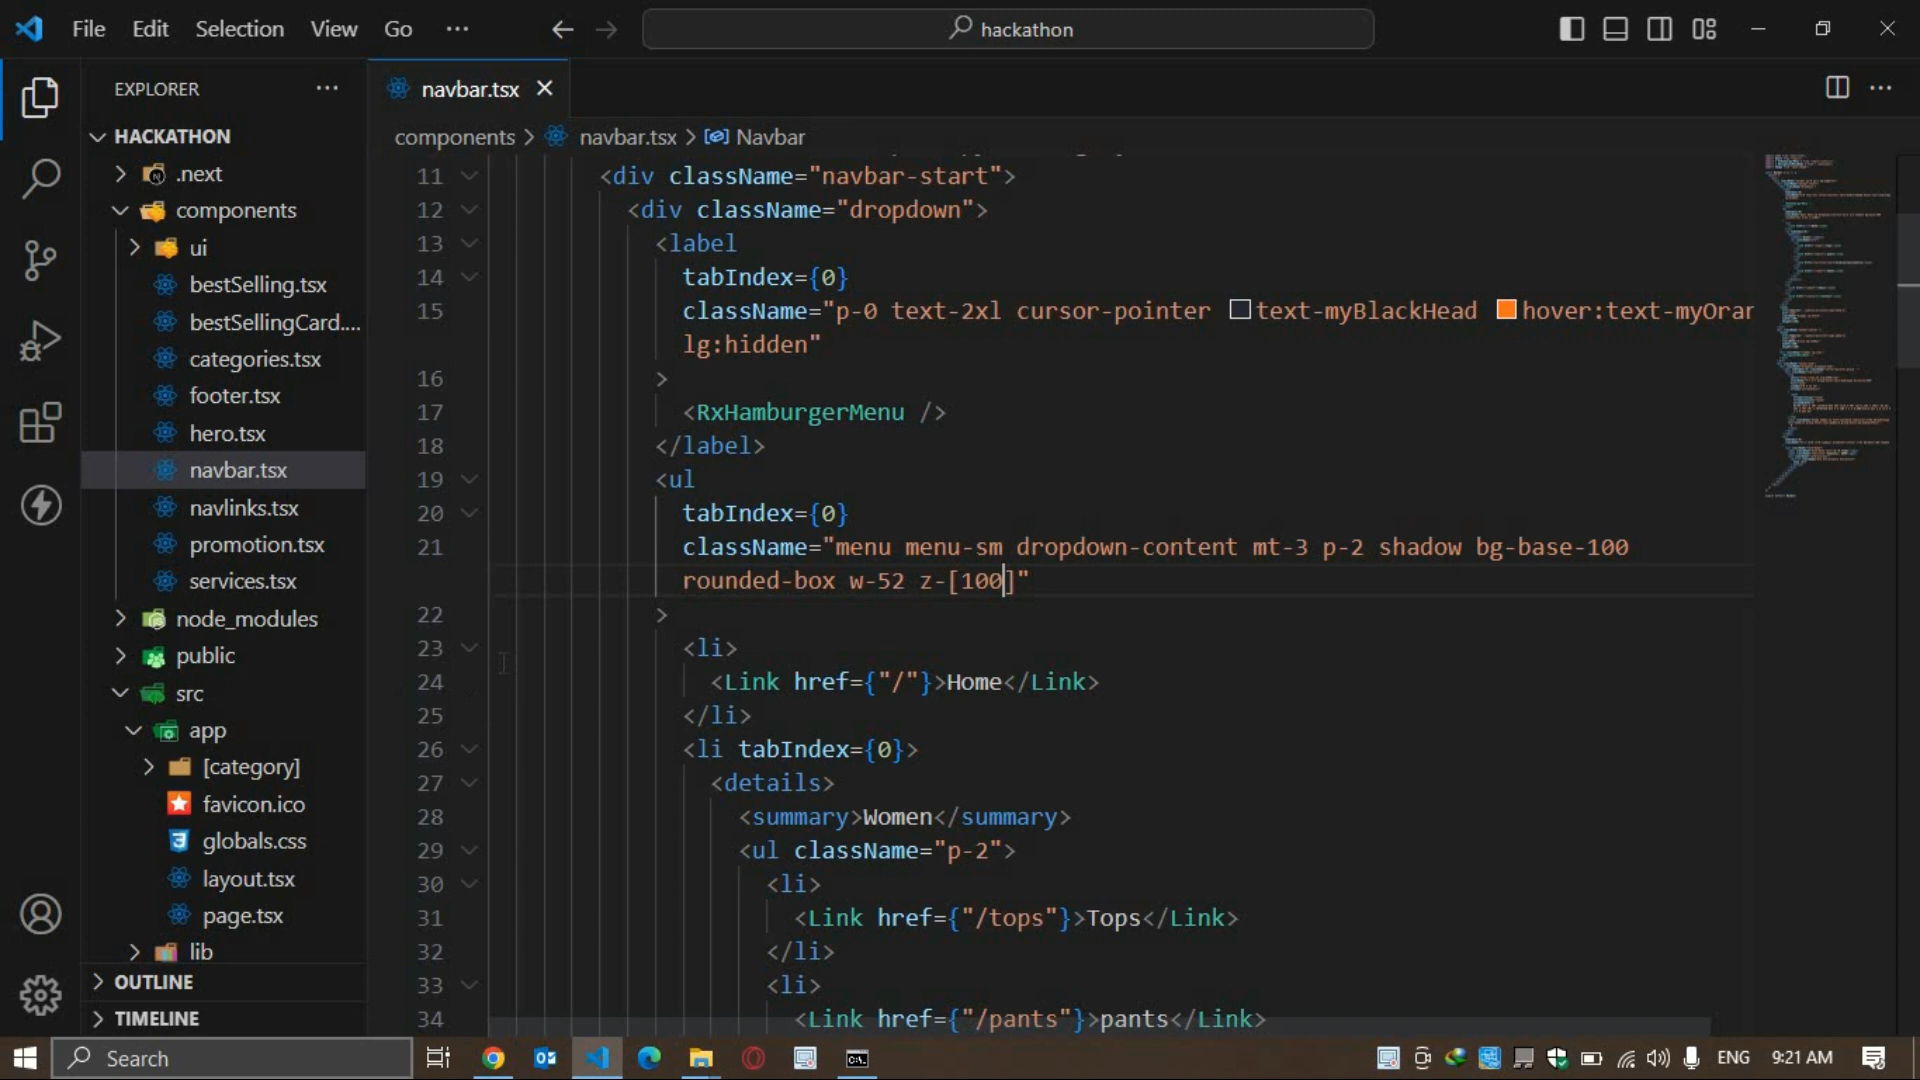 File Edit Selection View Go ··· hackathon
EXPLORER ···
HACKATHON
.next
components
ui
bestSelling.tsx
bestSellingCard....
categories.tsx
footer.tsx
hero.tsx
navbar.tsx
navlinks.tsx
promotion.tsx
services.tsx
node_modules
public
src
app
[category]
favicon.ico
globals.css
layout.tsx
page.tsx
lib
OUTLINE
TIMELINE
navbar.tsx
components > navbar.tsx > Navbar
11 <div className="navbar-start">
12 <div className="dropdown">
13 <label
14 tabIndex={0}
15 className="p-0 text-2xl cursor-pointer text-myBlackHead hover:text-myOran
lg:hidden"
16 >
17 <RxHamburgerMenu />
18 </label>
19 <ul
20 tabIndex={0}
21 className="menu menu-sm dropdown-content mt-3 p-2 shadow bg-base-100
rounded-box w-52 z-[100]"
22 >
23 <li>
24 <Link href={"/"}>Home</Link>
25 </li>
26 <li tabIndex={0}>
27 <details>
28 <summary>Women</summary>
29 <ul className="p-2">
30 <li>
31 <Link href={"/tops"}>Tops</Link>
32 </li>
33 <li>
34 <Link href={"/pants"}>pants</Link>
Search
ENG 9:21 AM